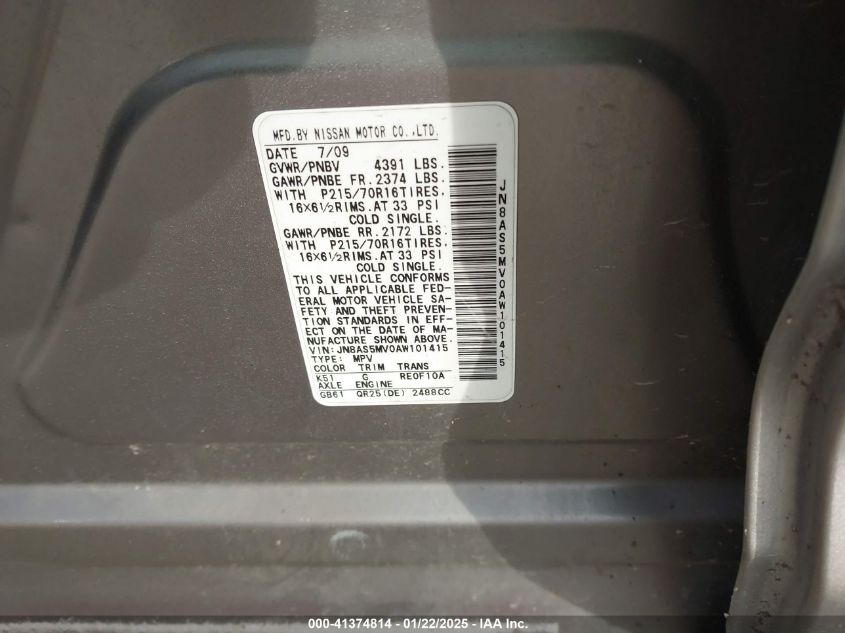 MFD.BY NISSAN MOTOR CO.,LTD.
DATE 7/09
GVWR/PNBV 4391 LBS.
GAWR/PNBE FR.2374 LBS.
WITH P215/70R16TIRES.
16X6½RIMS.AT 33 PSI
COLD SINGLE.
GAWR/PNBE RR.2172 LBS.
WITH P215/70R16TIRES.
16X6½RIMS.AT 33 PSI
COLD SINGLE.
THIS VEHICLE CONFORMS
TO ALL APPLICABLE FED-
ERAL MOTOR VEHICLE SA-
FETY AND THEFT PREVEN-
TION STANDARDS IN EFF-
ECT ON THE DATE OF MA-
NUFACTURE SHOWN ABOVE.
VIN:JN8AS5MV0AW101415
TYPE: MPV
COLOR TRIM TRANS
K51 G RE0F10A
AXLE ENGINE
GB61 QR25(DE) 2488CC
JN8AS5MV0AW101415
000-41374814 - 01/22/2025 - IAA Inc.